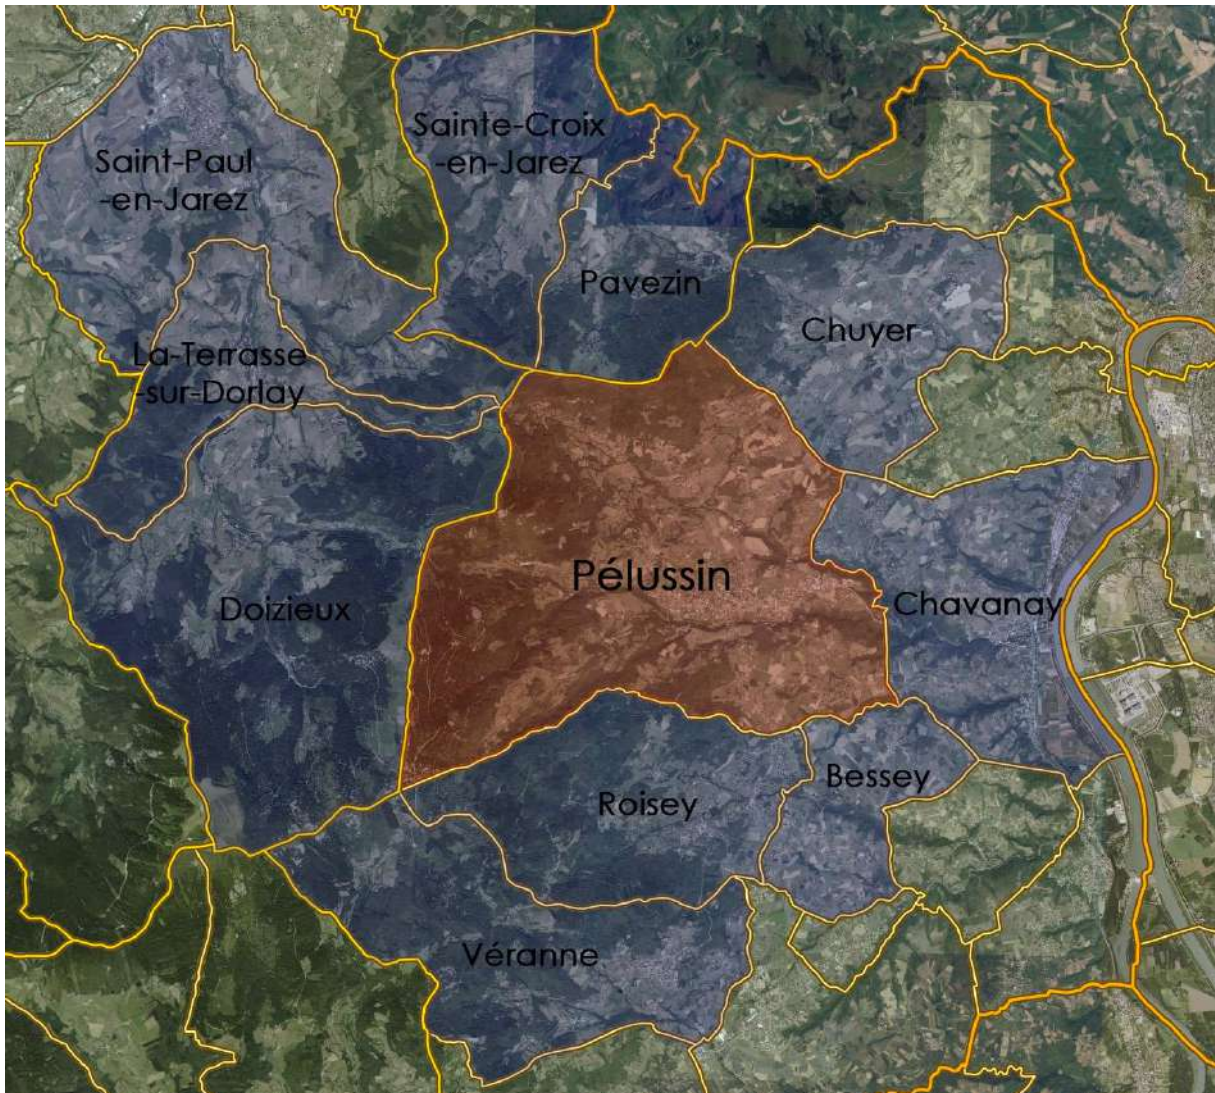 Sainte-Croix
-en-Jarez
Saint-Paul
-en-Jarez
Pavezin
Chuyer
La-Terrasse
-sur-Dorlay
Pélussin
Doizieux
Chavanay
Bessey
Roisey
Véranne